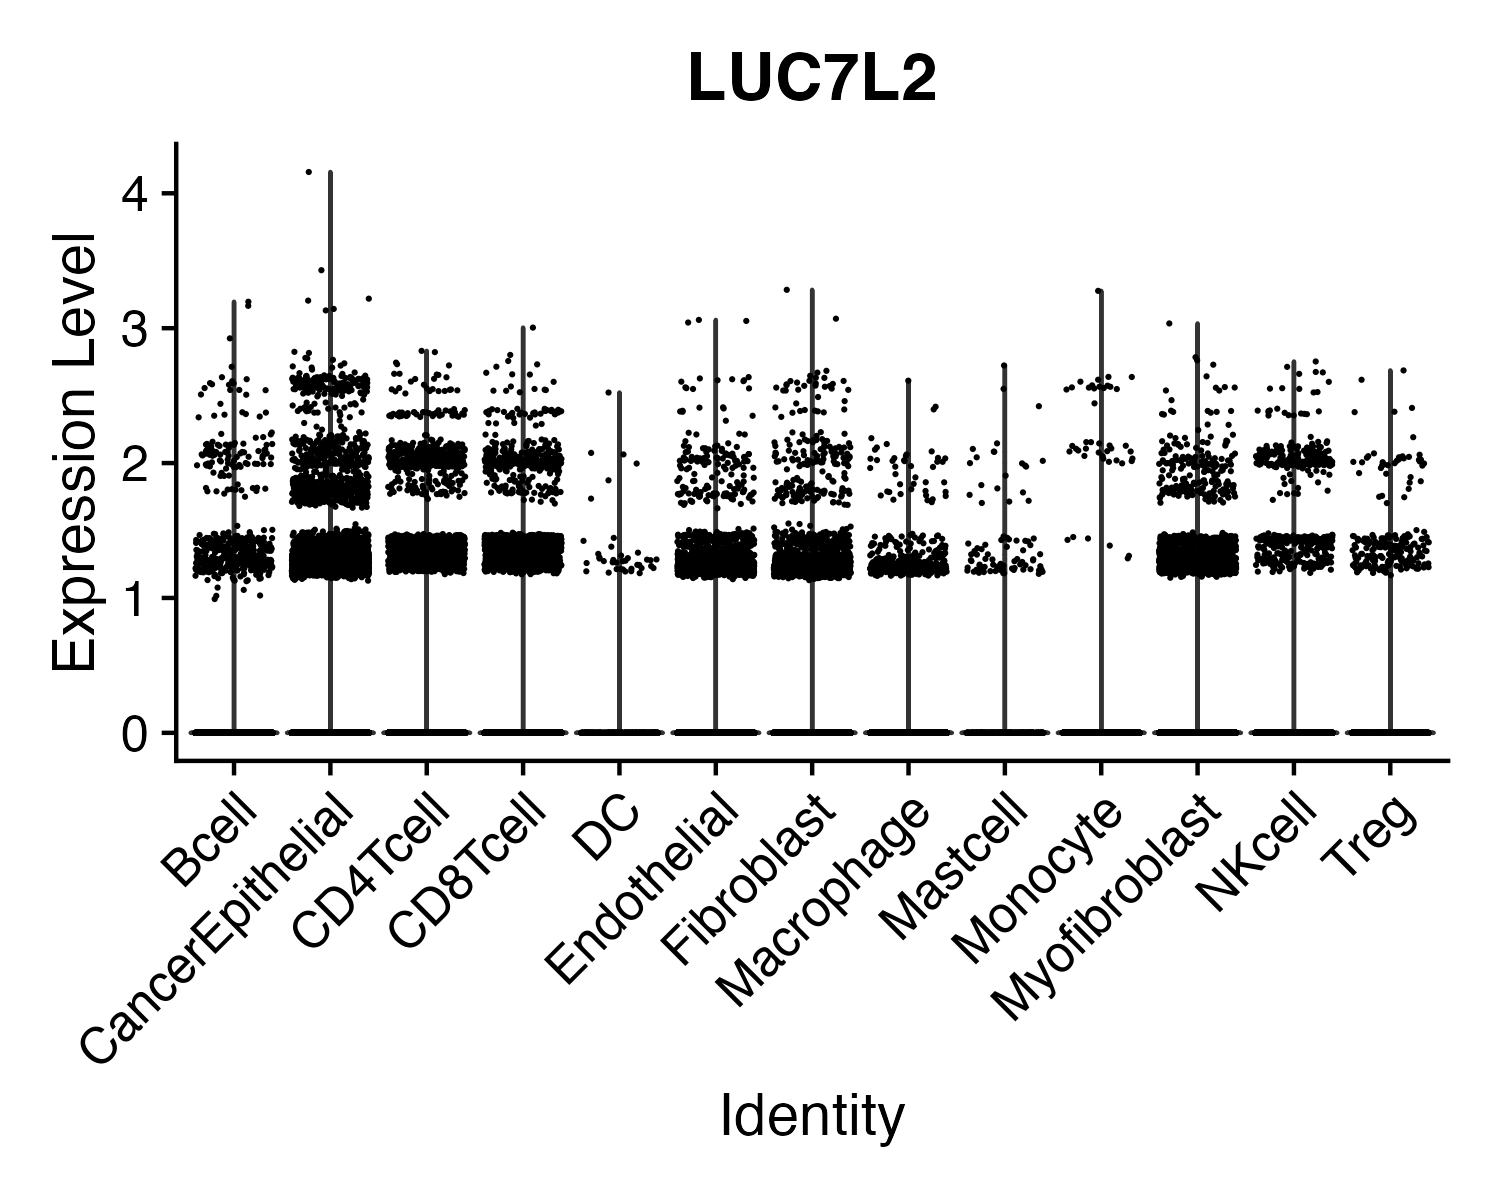 LUC7L2
Expression Level
4
3
2
1
0
Bcell
CancerEpithelial
CD4Tcell
CD8Tcell
DC
Endothelial
Fibroblast
Macrophage
Mastcell
Monocyte
Myofibroblast
NKcell
Treg
Identity